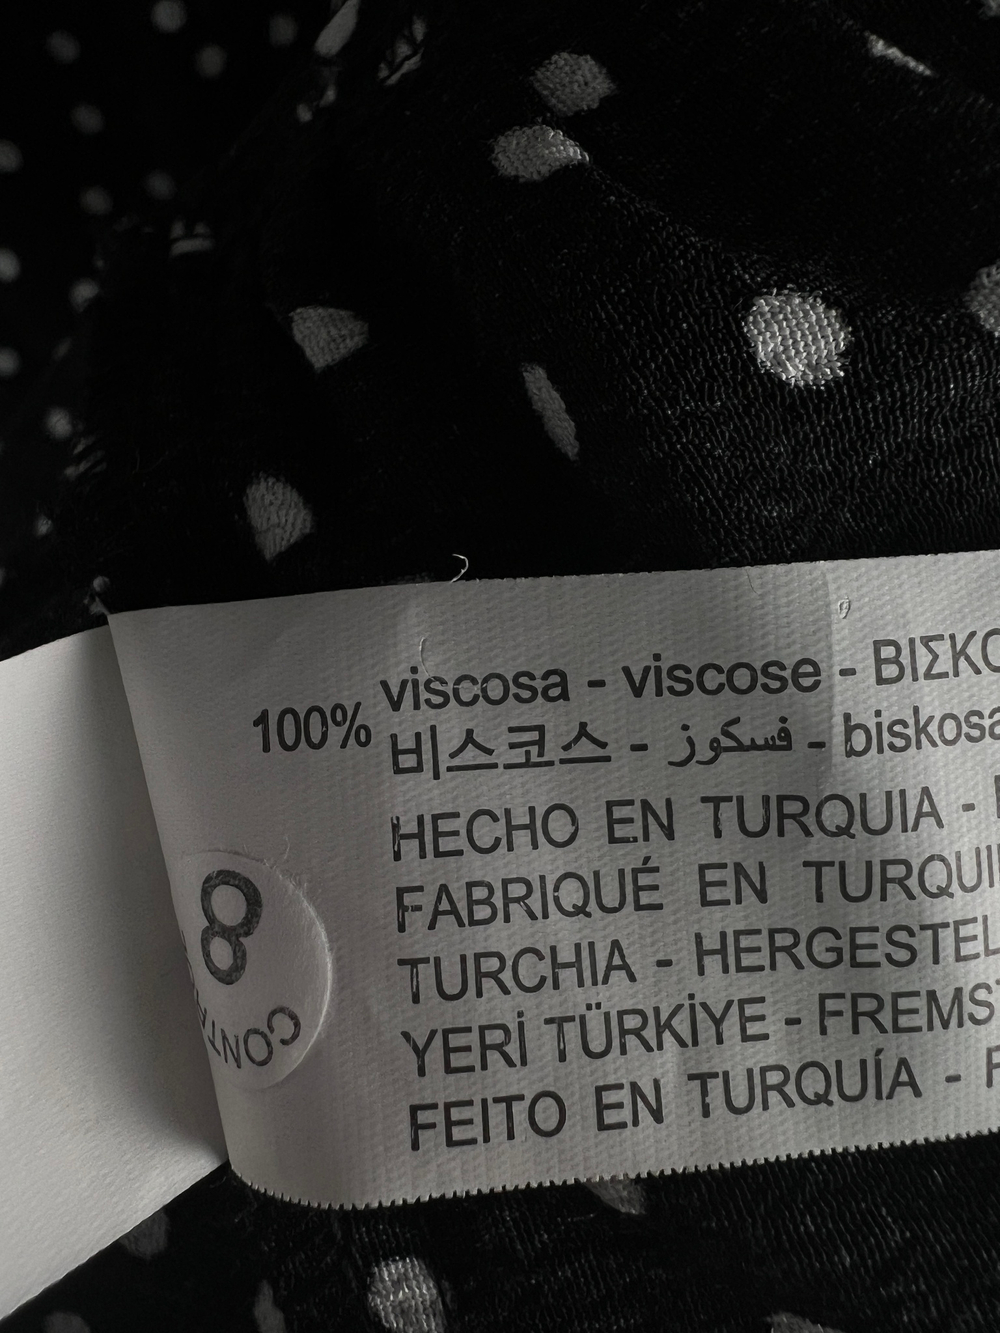 100% viscosa - viscose - ΒΙΣΚΟ
비스코스 - فسكوز - biskosa
HECHO EN TURQUIA -
FABRIQUÉ EN TURQUI
TURCHIA - HERGESTEL
YERİ TÜRKİYE - FREMST
FEITO EN TURQUÍA - F
8
CONT